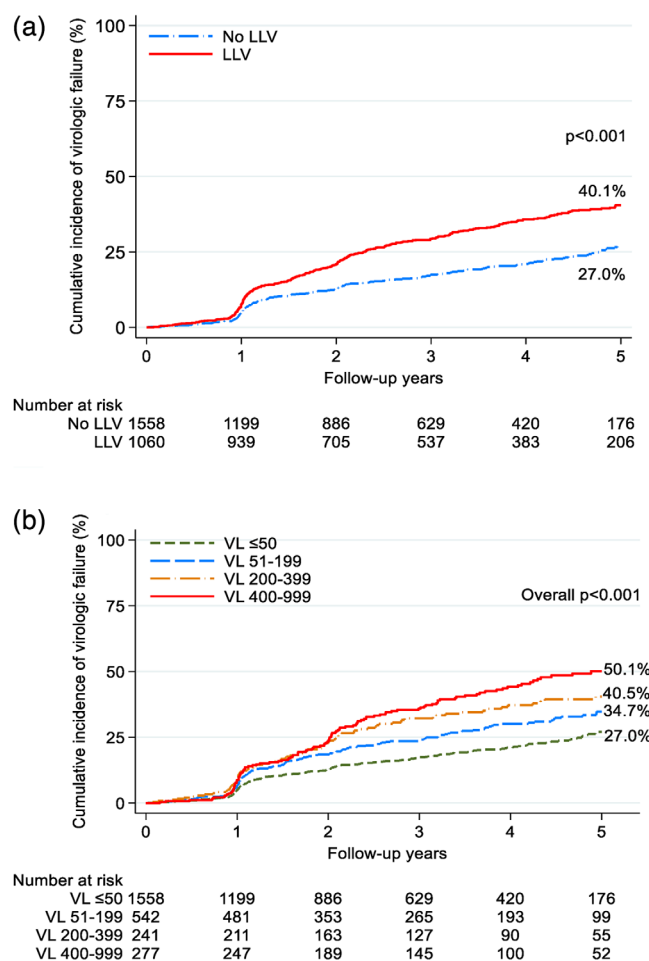 (a)
Cumulative incidence of virologic failure (%)
100
75
50
25
0
No LLV
LLV
p<0.001
40.1%
27.0%
0 1 2 3 4 5
Follow-up years
Number at risk
No LLV 1558 1199 886 629 420 176
LLV 1060 939 705 537 383 206
(b)
Cumulative incidence of virologic failure (%)
100
75
50
25
0
VL ≤50
VL 51-199
VL 200-399
VL 400-999
Overall p<0.001
50.1%
40.5%
34.7%
27.0%
0 1 2 3 4 5
Follow-up years
Number at risk
VL ≤50 1558 1199 886 629 420 176
VL 51-199 542 481 353 265 193 99
VL 200-399 241 211 163 127 90 55
VL 400-999 277 247 189 145 100 52